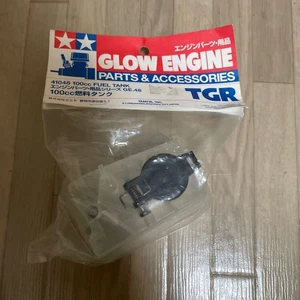 エンジンパーツ・用品
GLOW ENGINE
PARTS & ACCESSORIES
41048 100cc FUEL TANK
エンジンパーツ・用品シリーズ GE.48
100cc燃料タンク
TGR